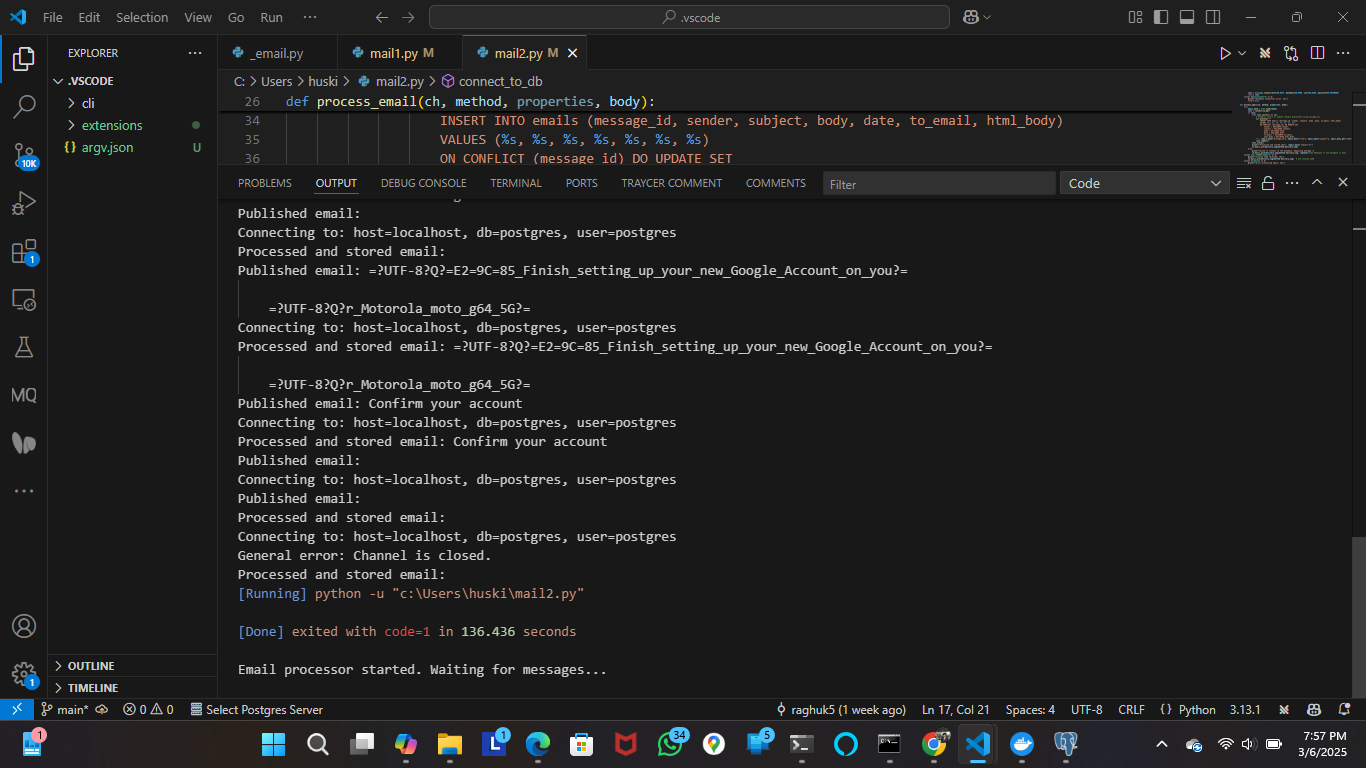 File Edit Selection View Go Run ··· .vscode
EXPLORER ···
.VSCODE
cli
extensions
argv.json U
10K
1
MQ
1
OUTLINE
TIMELINE
_email.py mail1.py M mail2.py M
C: > Users > huski > mail2.py > connect_to_db
26 def process_email(ch, method, properties, body):
34 INSERT INTO emails (message_id, sender, subject, body, date, to_email, html_body)
35 VALUES (%s, %s, %s, %s, %s, %s, %s)
36 ON CONFLICT (message_id) DO UPDATE SET
PROBLEMS OUTPUT DEBUG CONSOLE TERMINAL PORTS TRAYCER COMMENT COMMENTS Filter Code
Published email:
Connecting to: host=localhost, db=postgres, user=postgres
Processed and stored email:
Published email: =?UTF-8?Q?=E2=9C=85_Finish_setting_up_your_new_Google_Account_on_you?=
=?UTF-8?Q?r_Motorola_moto_g64_5G?=
Connecting to: host=localhost, db=postgres, user=postgres
Processed and stored email: =?UTF-8?Q?=E2=9C=85_Finish_setting_up_your_new_Google_Account_on_you?=
=?UTF-8?Q?r_Motorola_moto_g64_5G?=
Published email: Confirm your account
Connecting to: host=localhost, db=postgres, user=postgres
Processed and stored email: Confirm your account
Published email:
Connecting to: host=localhost, db=postgres, user=postgres
Published email:
Processed and stored email:
Connecting to: host=localhost, db=postgres, user=postgres
General error: Channel is closed.
Processed and stored email:
[Running] python -u "c:\Users\huski\mail2.py"
[Done] exited with code=1 in 136.436 seconds
Email processor started. Waiting for messages...
main* 0 0 Select Postgres Server raghuk5 (1 week ago) Ln 17, Col 21 Spaces: 4 UTF-8 CRLF { } Python 3.13.1
1 L 1 34 5 7:57 PM
3/6/2025